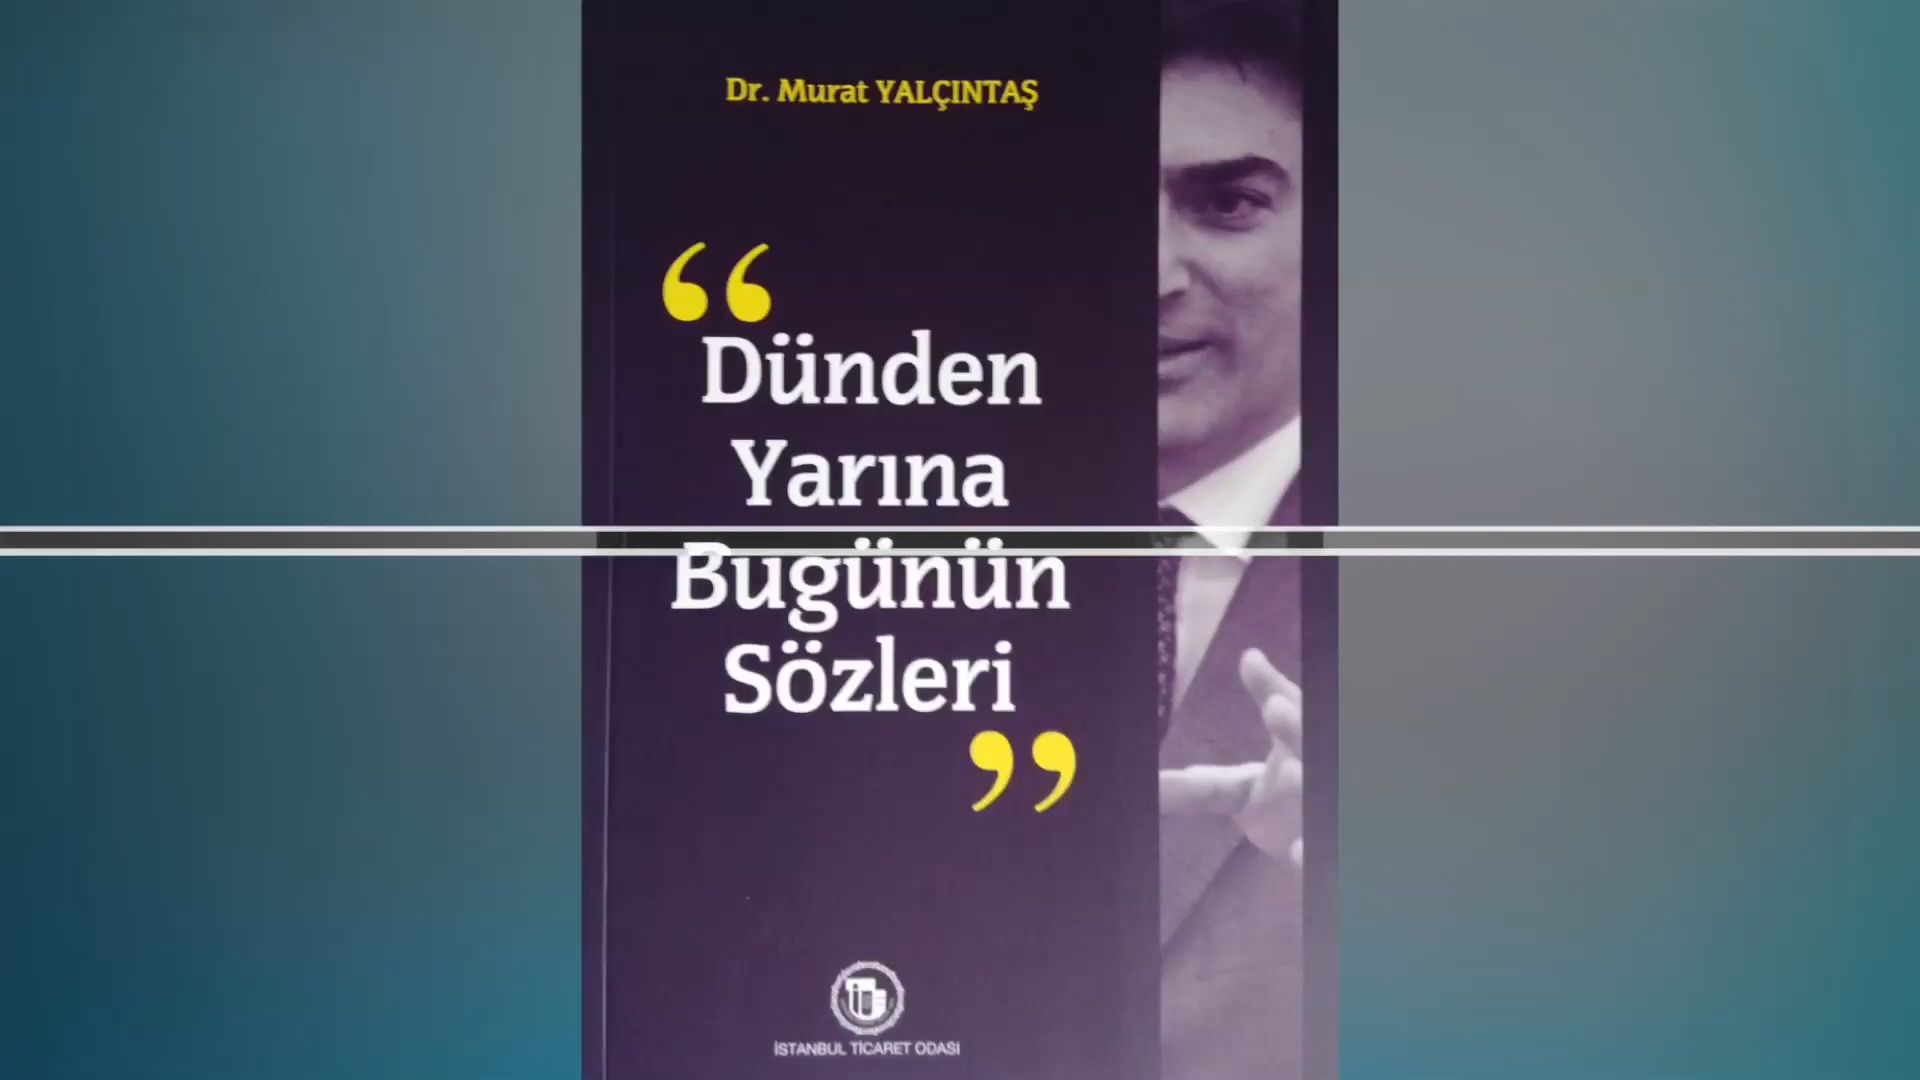 Dr. Murat YALÇINTAŞ
“
Dünden
Yarına
Bugünün
Sözleri
”
İSTANBUL TİCARET ODASI